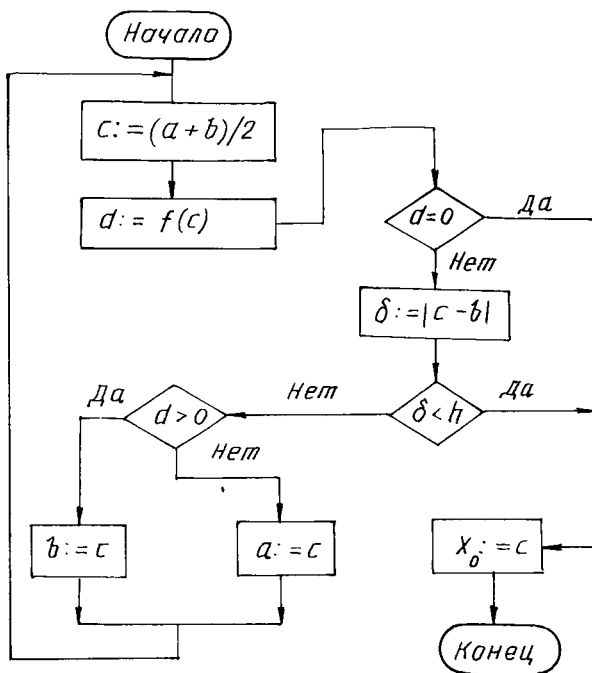 Начало
c:=(a+b)/2
d:= f(c)
d=0
Да
Нет
δ:=|c-b|
δ<h
Да
Нет
d>0
Да
Нет
b:=c
a:=c
X₀:=c
Конец